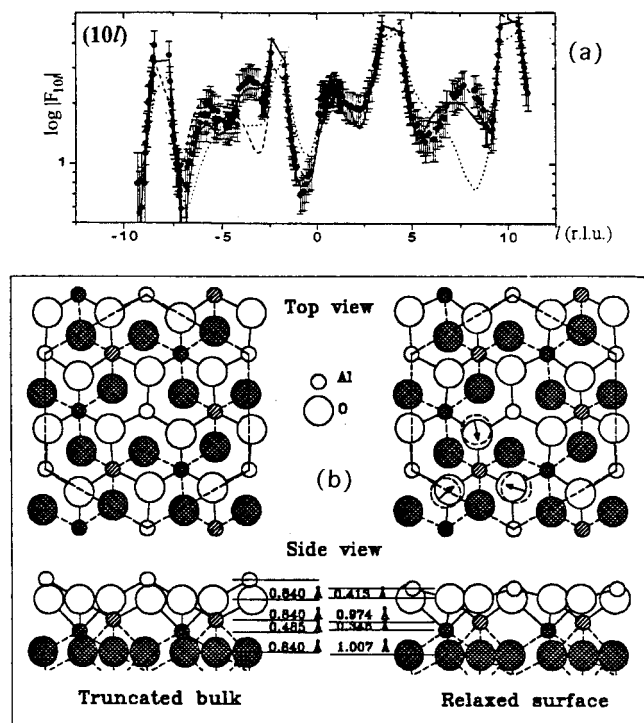 (10l)
(a)
log |F10l|
1
-10
-5
0
5
10
l (r.l.u.)
Top view
Al
O
(b)
Side view
0.840 Å 0.413 Å
0.840 Å 0.974 Å
0.485 Å
0.840 Å 1.007 Å
Truncated bulk
Relaxed surface